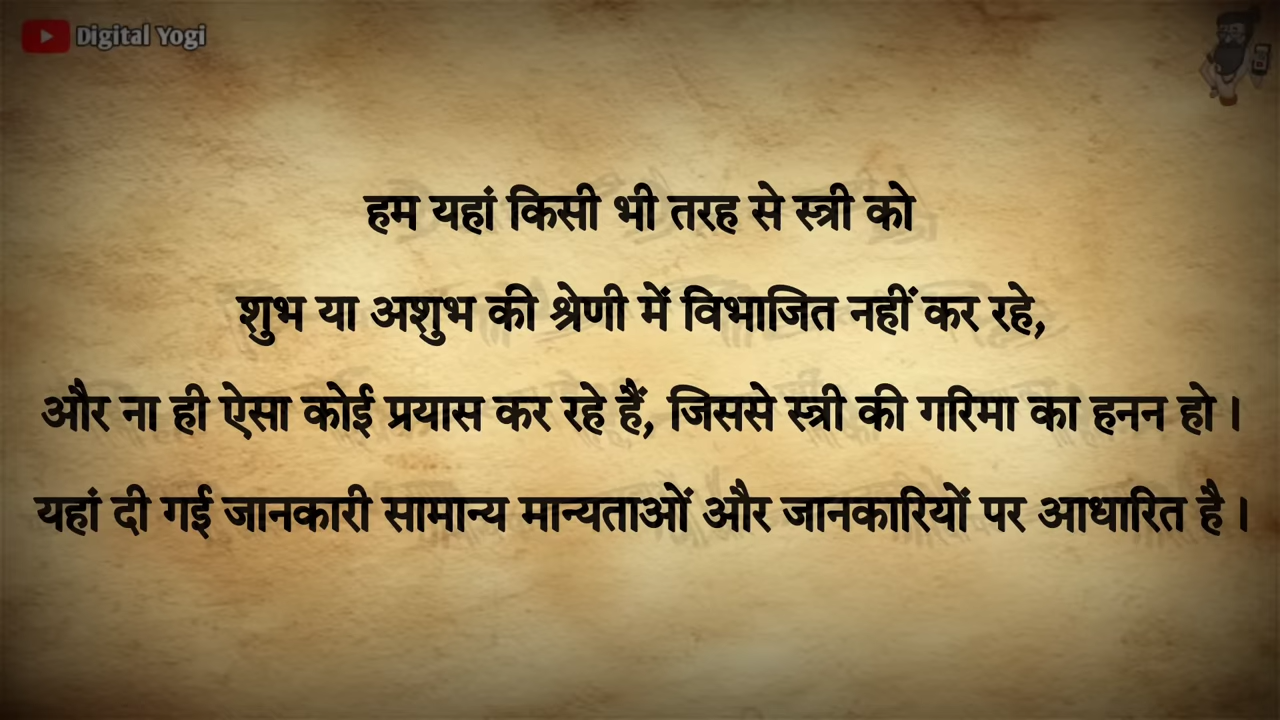 Digital Yogi
हम यहां किसी भी तरह से स्त्री को
शुभ या अशुभ की श्रेणी में विभाजित नहीं कर रहे,
और ना ही ऐसा कोई प्रयास कर रहे हैं, जिससे स्त्री की गरिमा का हनन हो ।
यहां दी गई जानकारी सामान्य मान्यताओं और जानकारियों पर आधारित है ।